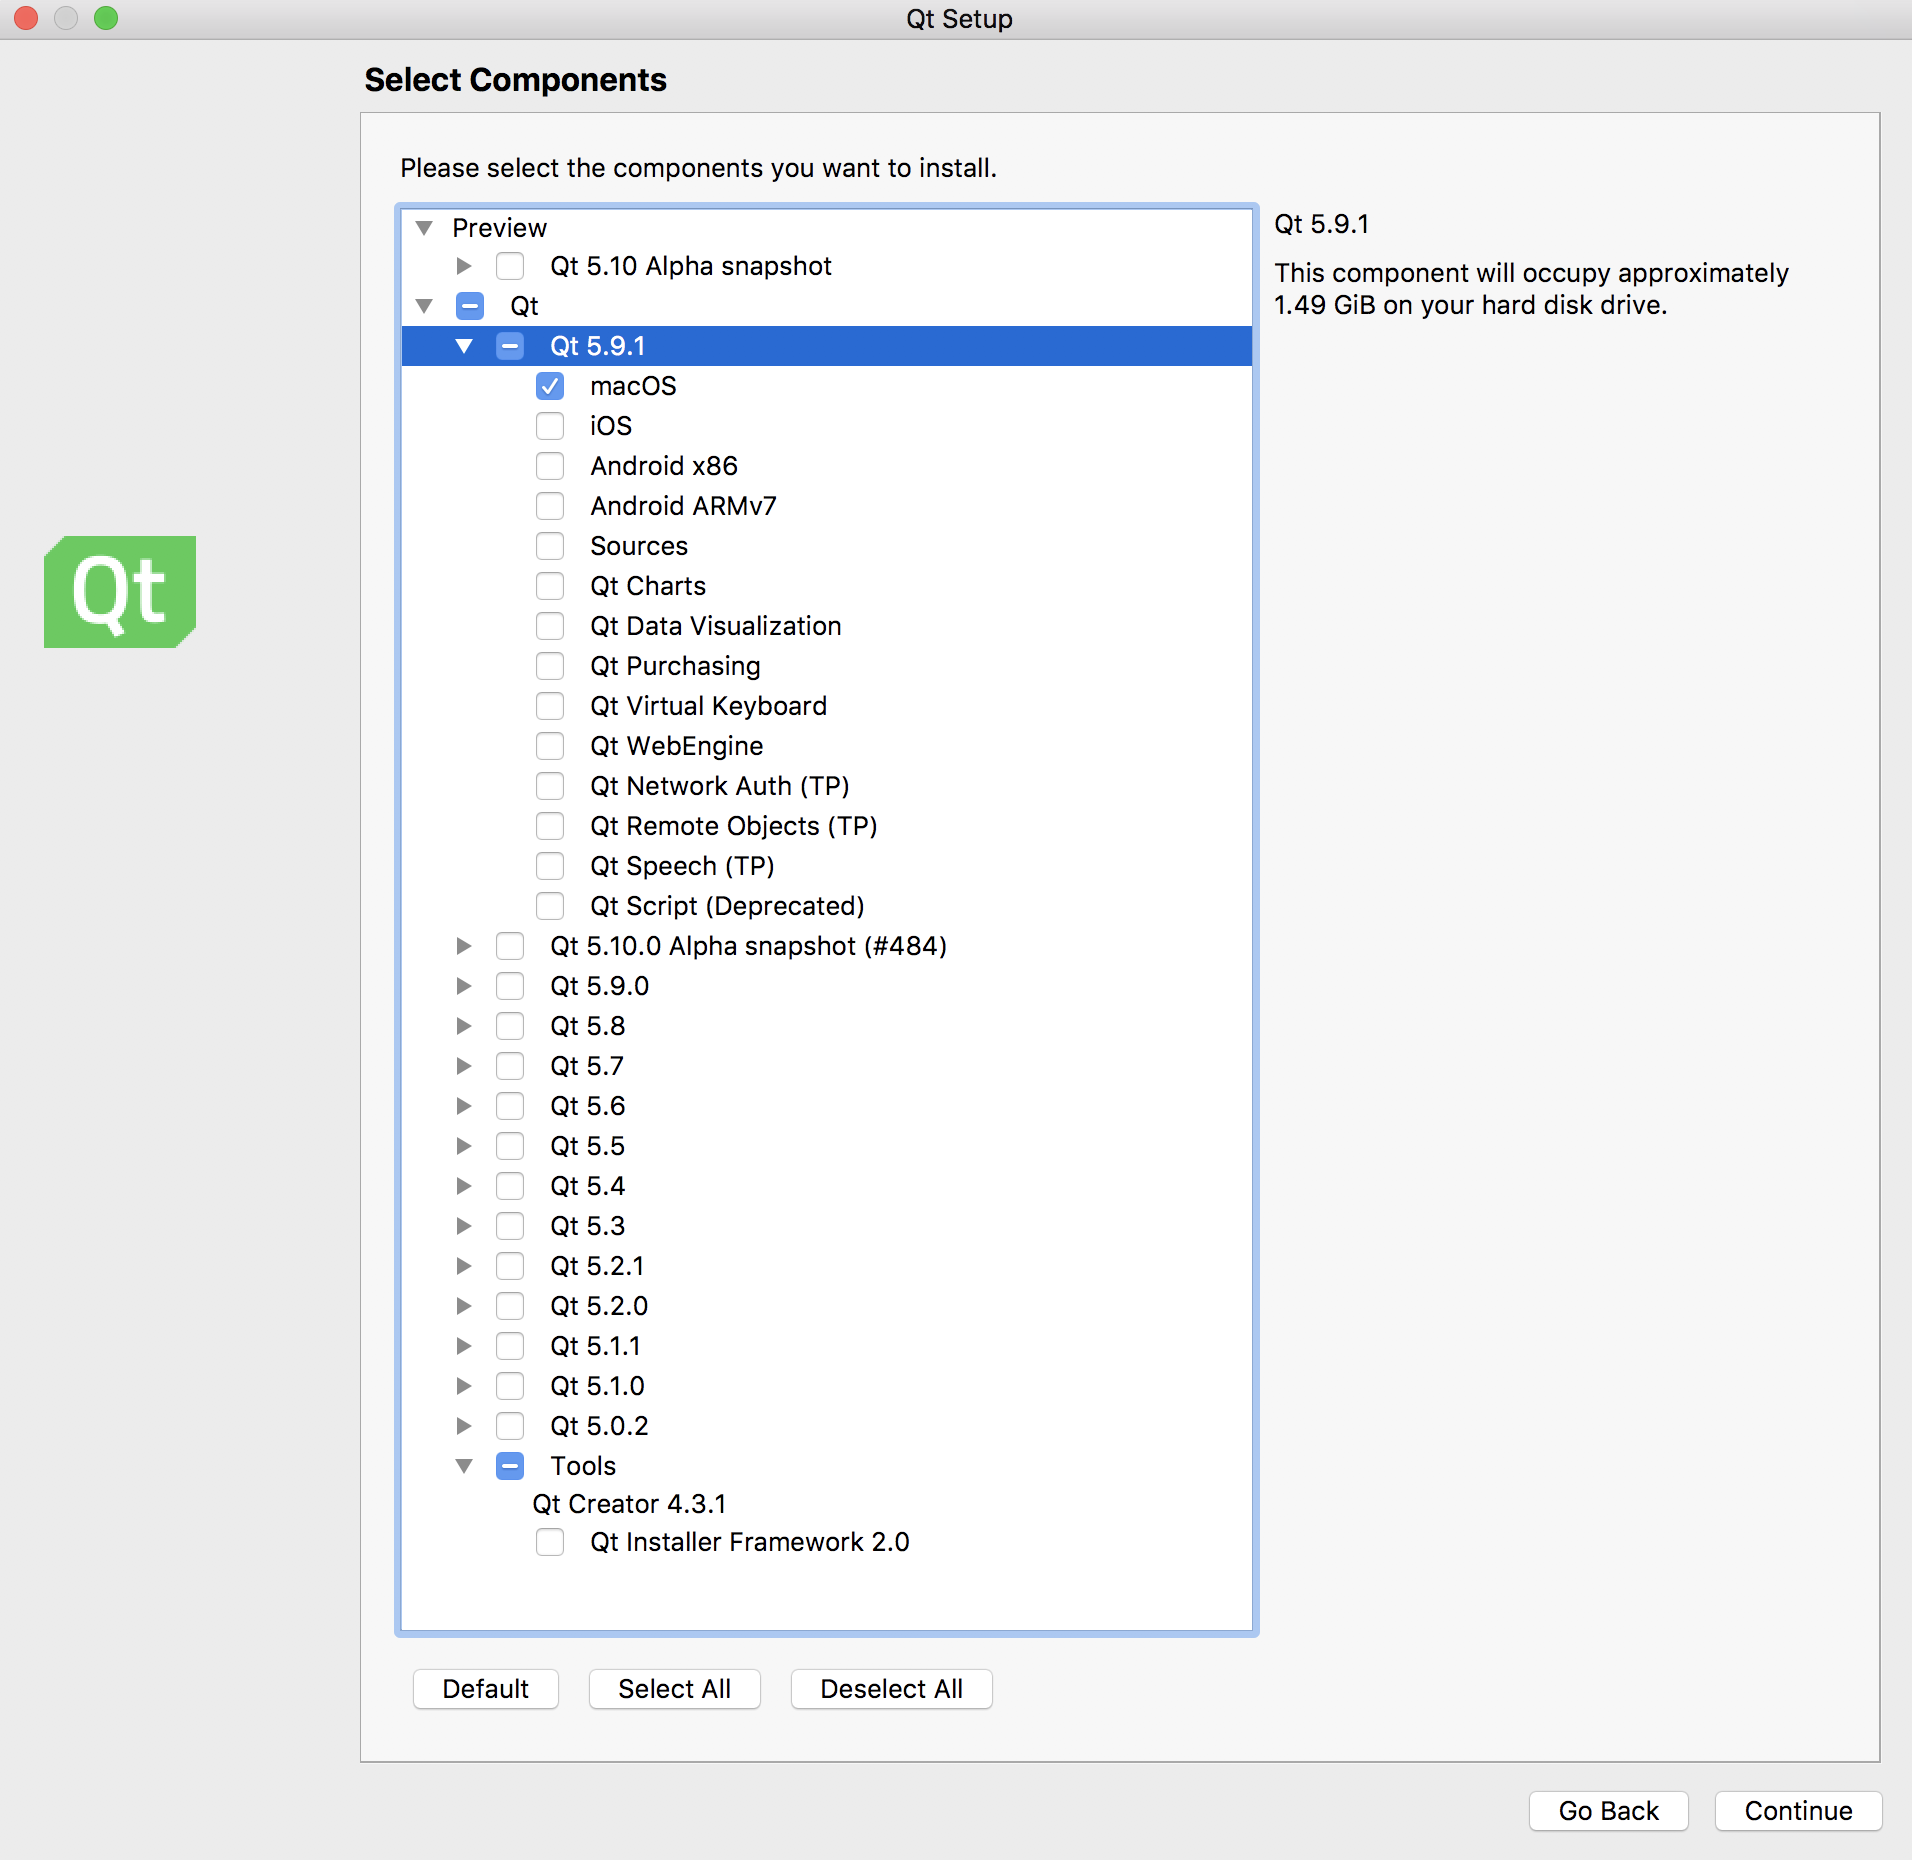 Qt Setup
Select Components
Please select the components you want to install.
Preview
Qt 5.10 Alpha snapshot
Qt
Qt 5.9.1
macOS
iOS
Android x86
Android ARMv7
Sources
Qt Charts
Qt Data Visualization
Qt Purchasing
Qt Virtual Keyboard
Qt WebEngine
Qt Network Auth (TP)
Qt Remote Objects (TP)
Qt Speech (TP)
Qt Script (Deprecated)
Qt 5.10.0 Alpha snapshot (#484)
Qt 5.9.0
Qt 5.8
Qt 5.7
Qt 5.6
Qt 5.5
Qt 5.4
Qt 5.3
Qt 5.2.1
Qt 5.2.0
Qt 5.1.1
Qt 5.1.0
Qt 5.0.2
Tools
Qt Creator 4.3.1
Qt Installer Framework 2.0
Qt 5.9.1
This component will occupy approximately
1.49 GiB on your hard disk drive.
Qt
Default
Select All
Deselect All
Go Back
Continue